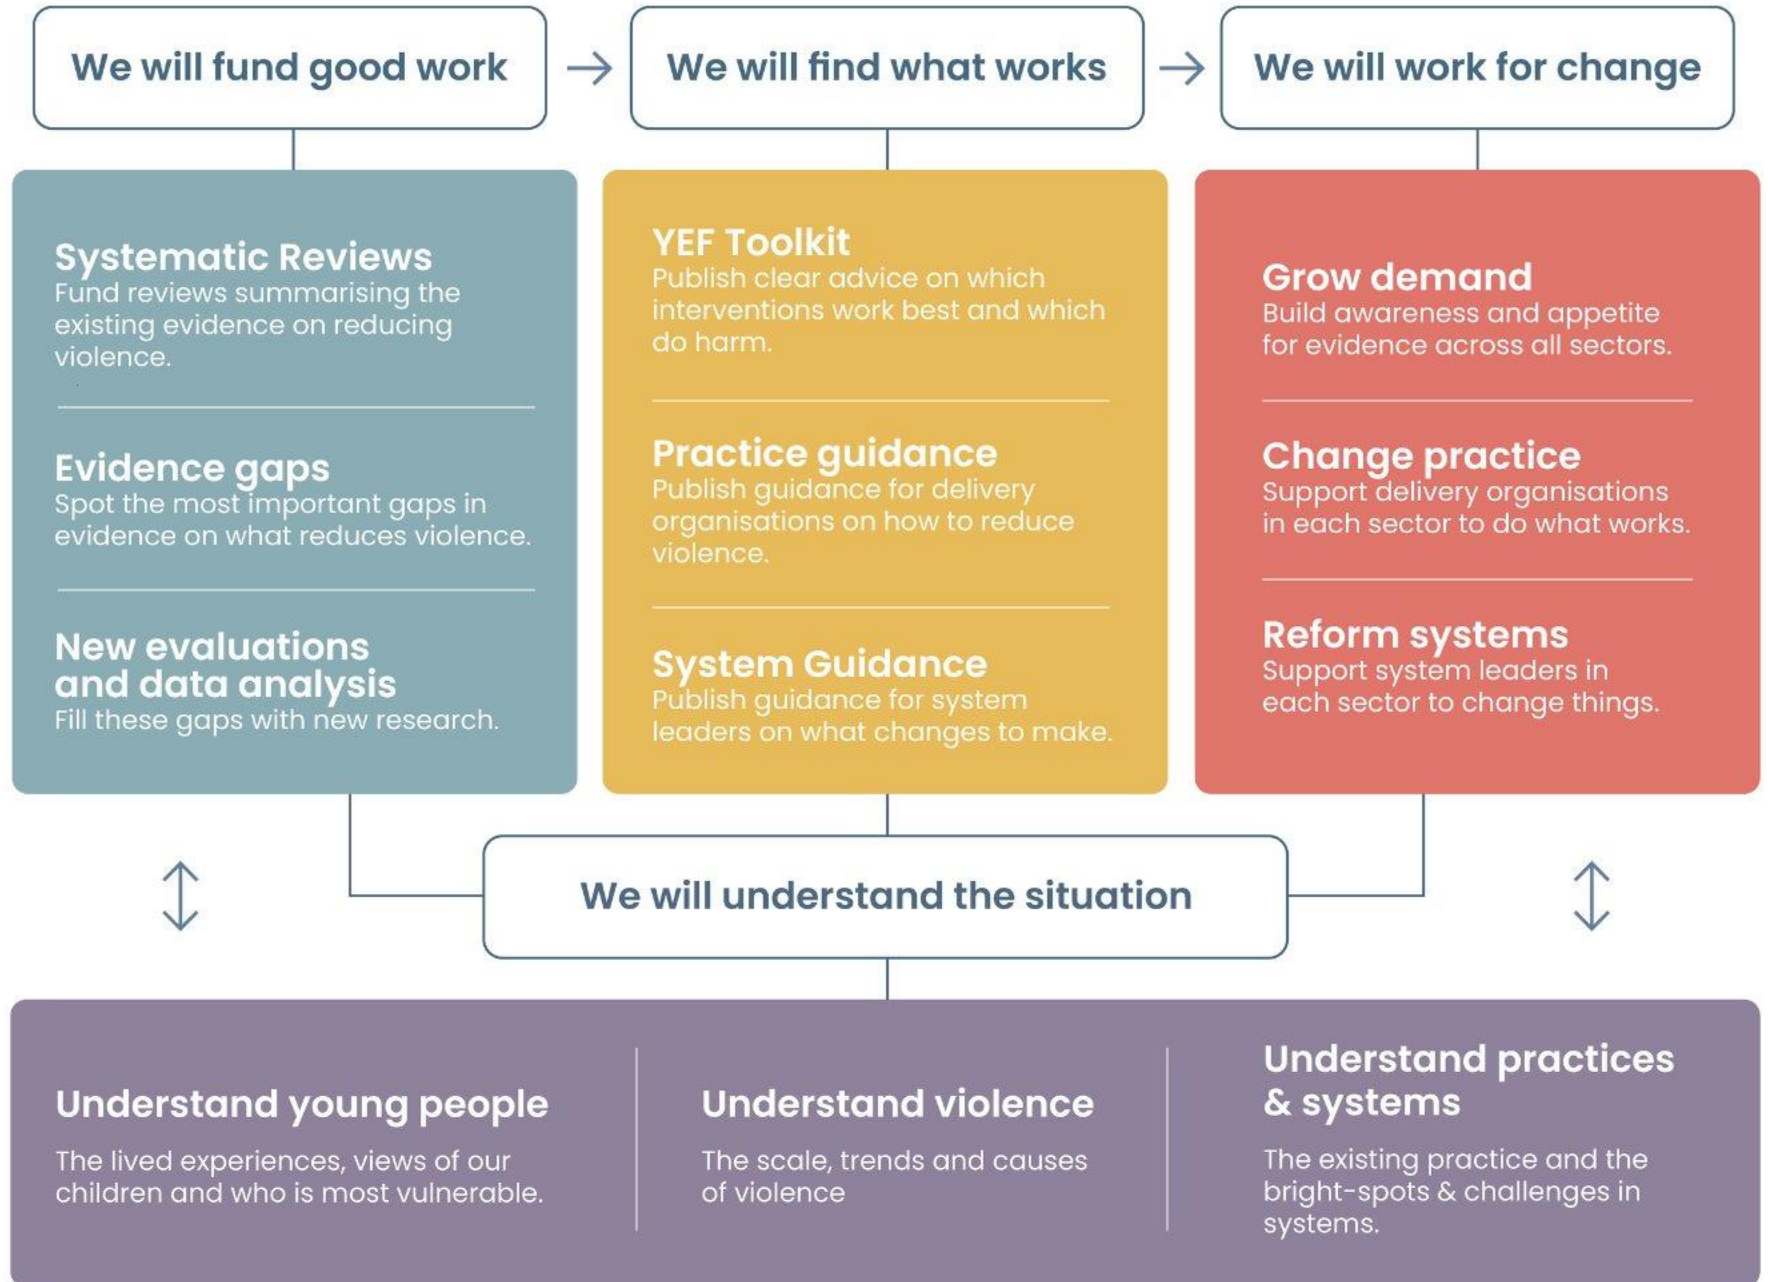 We will fund good work
We will find what works
We will work for change
Systematic Reviews
Fund reviews summarising the
existing evidence on reducing
violence.
Evidence gaps
Spot the most important gaps in
evidence on what reduces violence.
New evaluations
and data analysis
Fill these gaps with new research.
YEF Toolkit
Publish clear advice on which
interventions work best and which
do harm.
Practice guidance
Publish guidance for delivery
organisations on how to reduce
violence.
System Guidance
Publish guidance for system
leaders on what changes to make.
Grow demand
Build awareness and appetite
for evidence across all sectors.
Change practice
Support delivery organisations
in each sector to do what works.
Reform systems
Support system leaders in
each sector to change things.
We will understand the situation
Understand young people
The lived experiences, views of our
children and who is most vulnerable.
Understand violence
The scale, trends and causes
of violence
Understand practices
& systems
The existing practice and the
bright-spots & challenges in
systems.